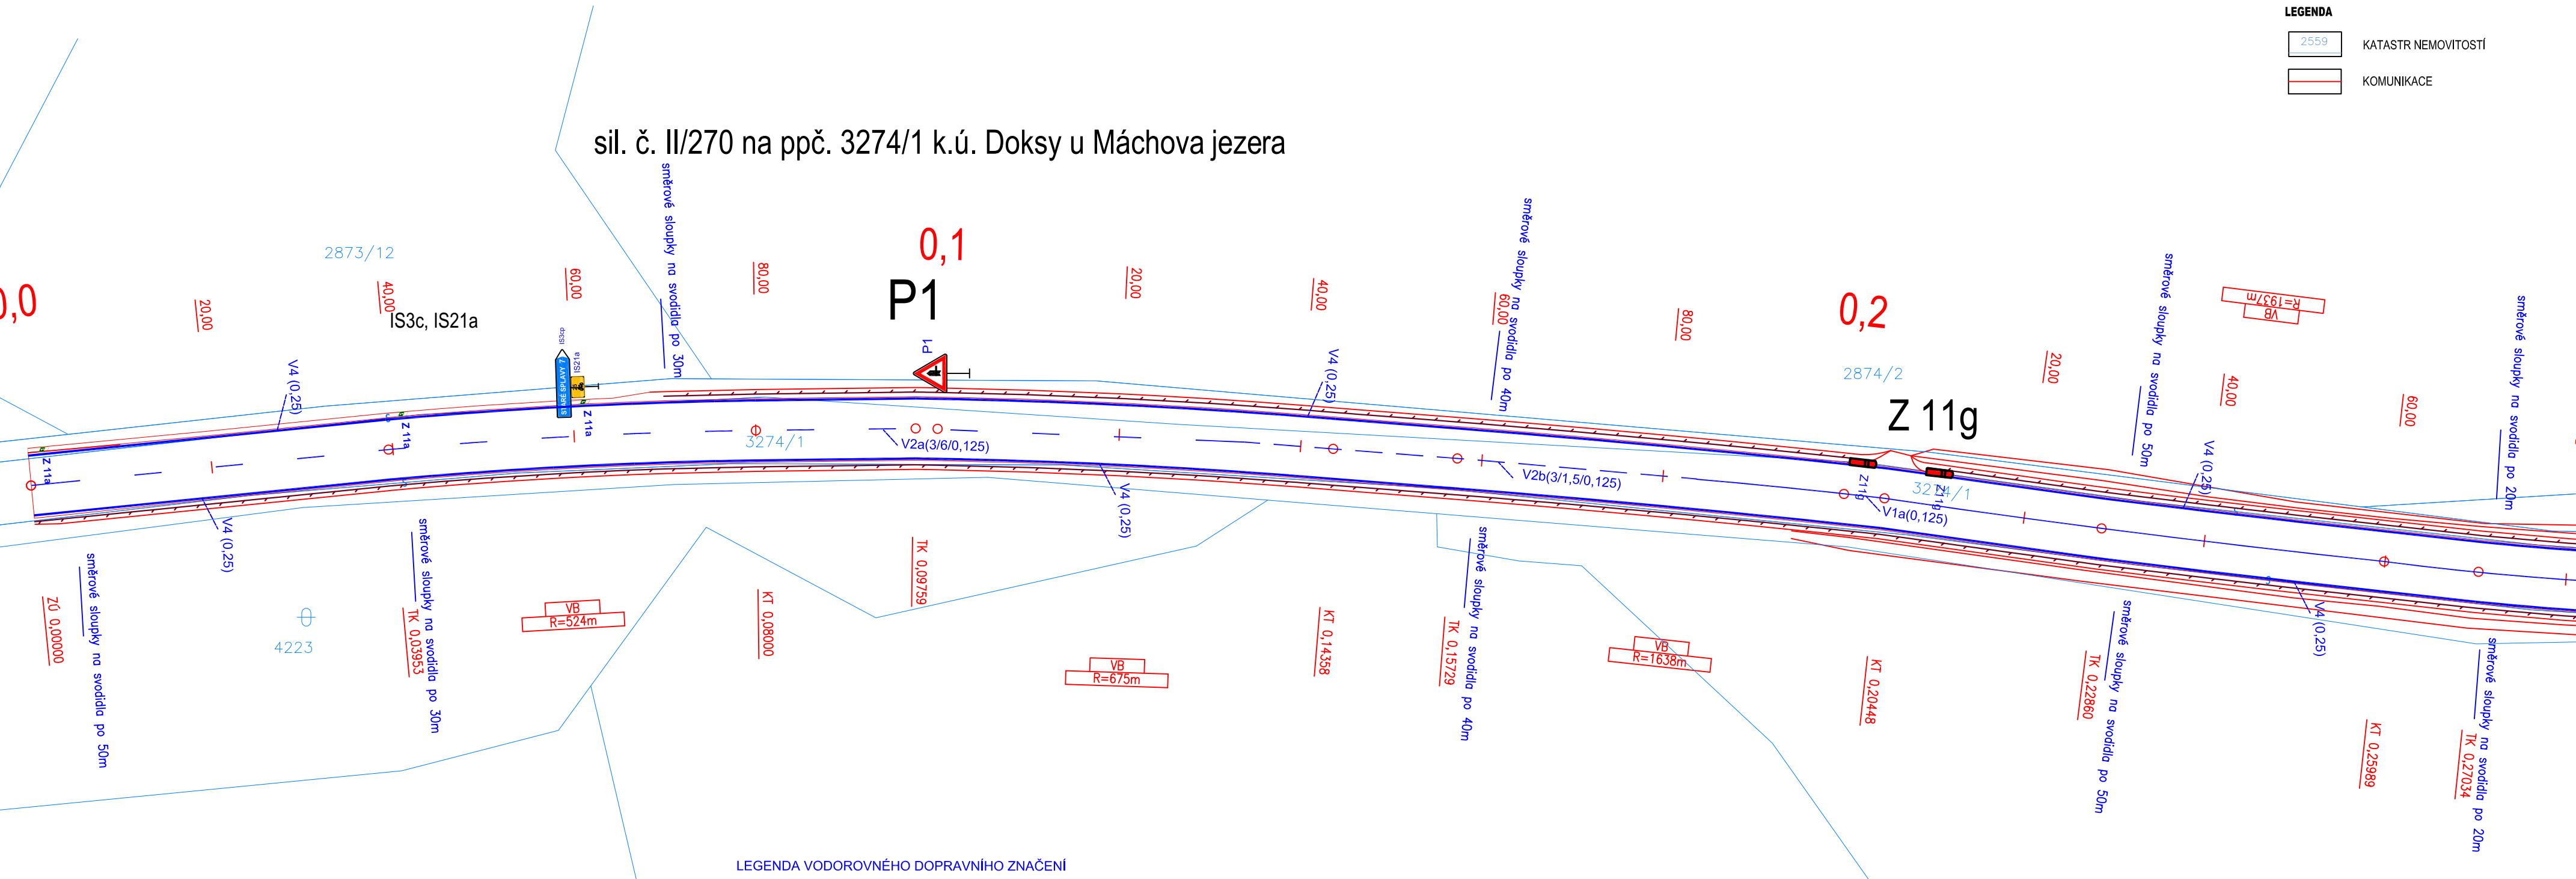 LEGENDA
2559
KATASTR NEMOVITOSTÍ
KOMUNIKACE
sil. č. II/270 na ppč. 3274/1 k.ú. Doksy u Máchova jezera
0,0
20,00
2873/12
40,00
IS3c, IS21a
60,00
IS3cp
IS21a
STARÉ SPLAVY 7
směrové sloupky na svodidla po 30m
80,00
0,1
P1
P1
20,00
40,00
směrové sloupky na svodidla po 40m
60,00
80,00
0,2
2874/2
Z 11g
20,00
směrové sloupky na svodidla po 50m
40,00
R=1937m
VB
60,00
směrové sloupky na svodidla po 20m
V4 (0,25)
V4 (0,25)
V4 (0,25)
Z 11a
Z 11a
Z 11a
3274/1
V2a(3/6/0,125)
V2b(3/1,5/0,125)
Z11g
Z11g
3274/1
V1a(0,125)
V4 (0,25)
V4 (0,25)
V4 (0,25)
ZÚ 0,00000
směrové sloupky na svodidla po 50m
4223
TK 0,03953
směrové sloupky na svodidla po 30m
VB
R=524m
KT 0,08000
TK 0,09759
VB
R=675m
KT 0,14358
TK 0,15729
směrové sloupky na svodidla po 40m
VB
R=1638m
KT 0,20448
TK 0,22860
směrové sloupky na svodidla po 50m
KT 0,25989
TK 0,27034
směrové sloupky na svodidla po 20m
LEGENDA VODOROVNÉHO DOPRAVNÍHO ZNAČENÍ